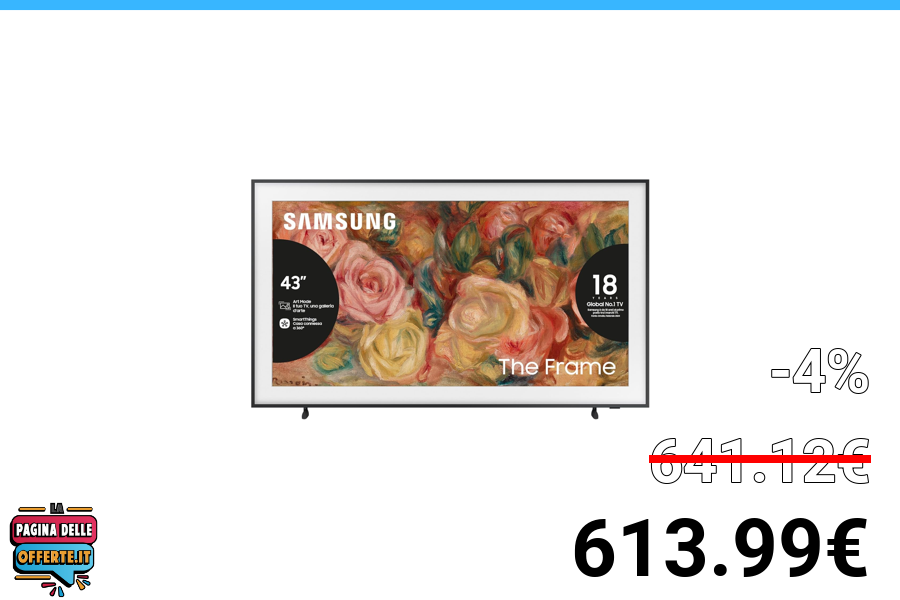 SAMSUNG
43"
Art Mode
Il tuo TV, una galleria
d'arte
SmartThings
Casa connessa
a 360°
18
YEARS
Global No.1 TV
The Frame
Renoir.
-4%
641.12€
613.99€
LA
PAGINA DELLE
OFFERTE.IT